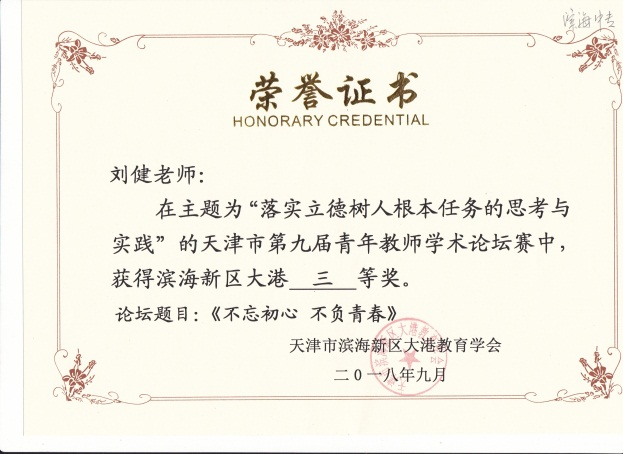 滨海中专
荣誉证书
HONORARY CREDENTIAL
刘健老师：
在主题为“落实立德树人根本任务的思考与
实践”的天津市第九届青年教师学术论坛赛中，
获得滨海新区大港 三 等奖。
论坛题目：《不忘初心 不负青春》
天津市滨海新区大港教育学会
二0一八年九月